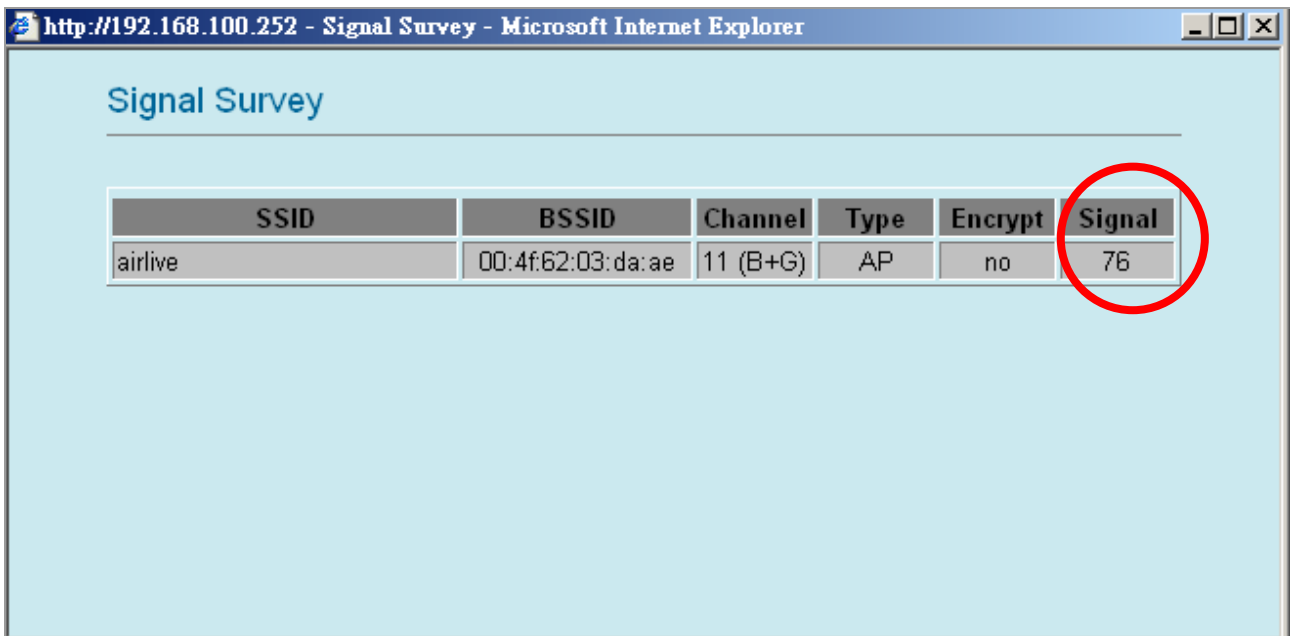 http://192.168.100.252 - Signal Survey - Microsoft Internet Explorer
Signal Survey
SSID BSSID Channel Type Encrypt Signal
airlive 00:4f:62:03:da:ae 11 (B+G) AP no 76